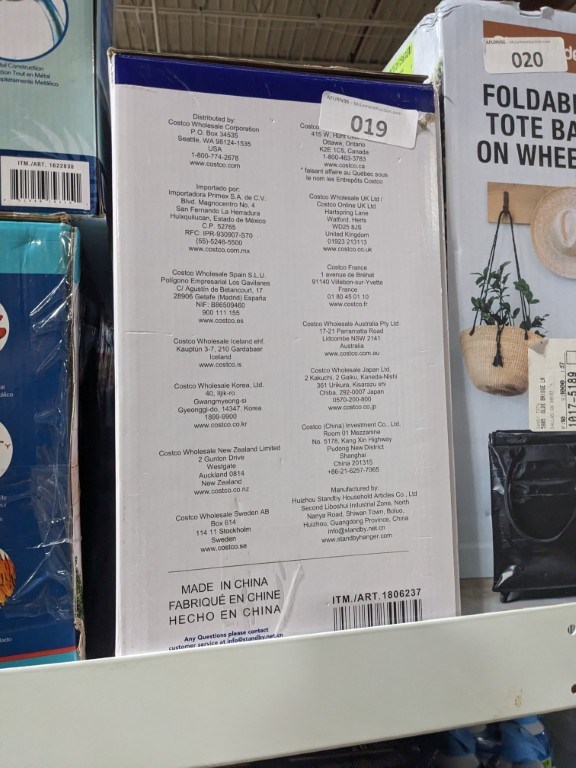 ITM./ART. 1622838
019
Distributed by:
Costco Wholesale Corporation
P.O. Box 34535
Seattle, WA 98124-1535
USA
1-800-774-2678
www.costco.com
Importado por:
Importadora Primex S.A. de C.V.
Blvd. Magnocentro No. 4
San Fernando La Herradura
Huixquilucan, Estado de México
C.P. 52765
RFC: IPR-930907-S70
(55)-5246-5500
www.costco.com.mx
Costco Wholesale Spain S.L.U.
Polígono Empresarial Los Gavilanes
C/ Agustín de Betancourt, 17
28906 Getafe (Madrid) España
NIF: B86509460
900 111 155
www.costco.es
Costco Wholesale Iceland ehf.
Kauptún 3-7, 210 Gardabaer
Iceland
www.costco.is
Costco Wholesale Korea, Ltd.
40, Iljik-ro
Gwangmyeong-si
Gyeonggi-do, 14347, Korea
1899-9900
www.costco.co.kr
Costco Wholesale New Zealand Limited
2 Gunton Drive
Westgate
Auckland 0814
New Zealand
www.costco.co.nz
Costco Wholesale Sweden AB
Box 614
114 11 Stockholm
Sweden
www.costco.se
415 W. Hunt
Ottawa, Ontario
K2E 1C5, Canada
1-800-463-3783
www.costco.ca
* faisant affaire au Québec sous
le nom les Entrepôts Costco
Costco Wholesale UK Ltd /
Costco Online UK Ltd
Hartspring Lane
Watford, Herts
WD25 8JS
United Kingdom
01923 213113
www.costco.co.uk
Costco France
1 avenue de Bréhat
91140 Villebon-sur-Yvette
France
01 80 45 01 10
www.costco.fr
Costco Wholesale Australia Pty Ltd
17-21 Parramatta Road
Lidcombe NSW 2141
Australia
www.costco.com.au
Costco Wholesale Japan Ltd.
2 Kakuchi, 2 Gaiku, Kaneda-Nishi
361 Urikura, Kisarazu shi
Chiba, 292-0007 Japan
0570-200-800
www.costco.co.jp
Costco (China) Investment Co., Ltd.
Room 01 Mezzanine
No. 5178, Kang Xin Highway
Pudong New District
Shanghai
China 201315
+86-21-6257-7065
Manufactured by:
Huizhou Standby Household Articles Co., Ltd
Second Liboshui Industrial Zone, North
Nanya Road, Shiwan Town, Boluo,
Huizhou, Guangdong Province, China
info@standby.net.cn
www.standbyhanger.com
MADE IN CHINA
FABRIQUÉ EN CHINE
HECHO EN CHINA
ITM./ART. 1806237
Any Questions please contact
customer service at info@standby.net.cn
020
FOLDABL
TOTE BA
ON WHEE